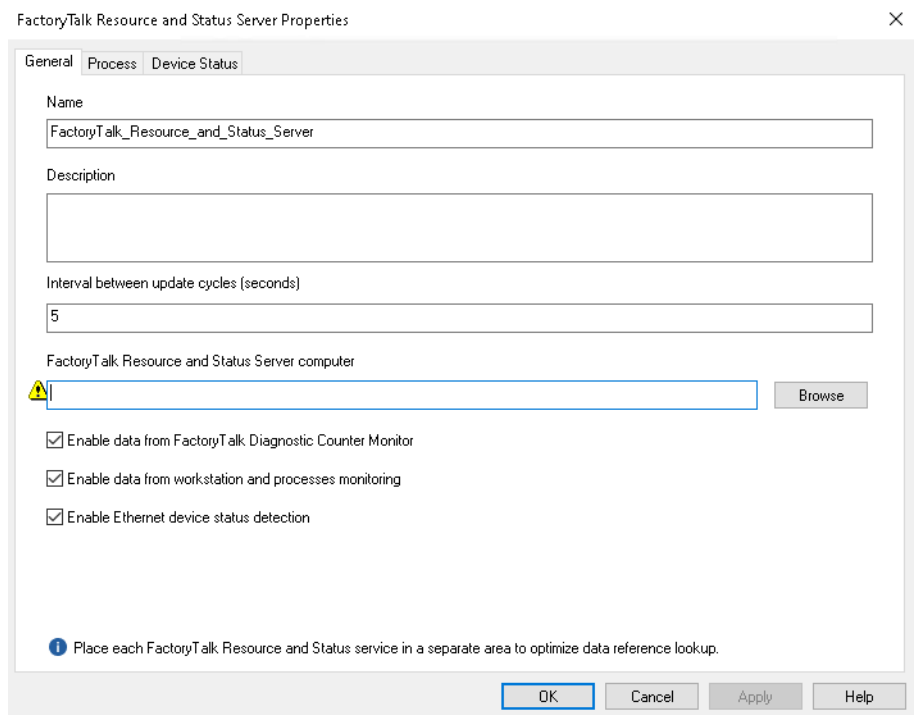 FactoryTalk Resource and Status Server Properties
General Process Device Status
Name
FactoryTalk_Resource_and_Status_Server
Description
Interval between update cycles (seconds)
5
FactoryTalk Resource and Status Server computer
Browse
Enable data from FactoryTalk Diagnostic Counter Monitor
Enable data from workstation and processes monitoring
Enable Ethernet device status detection
Place each FactoryTalk Resource and Status service in a separate area to optimize data reference lookup.
OK Cancel Apply Help